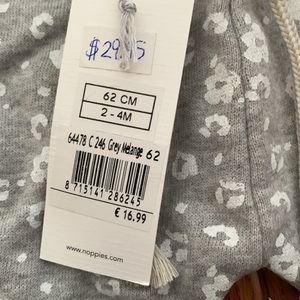 $29.95
62 CM
2 - 4M
64478 C 246 Grey Melange 62
8 715141 286245
€ 16.99
www.noppies.com